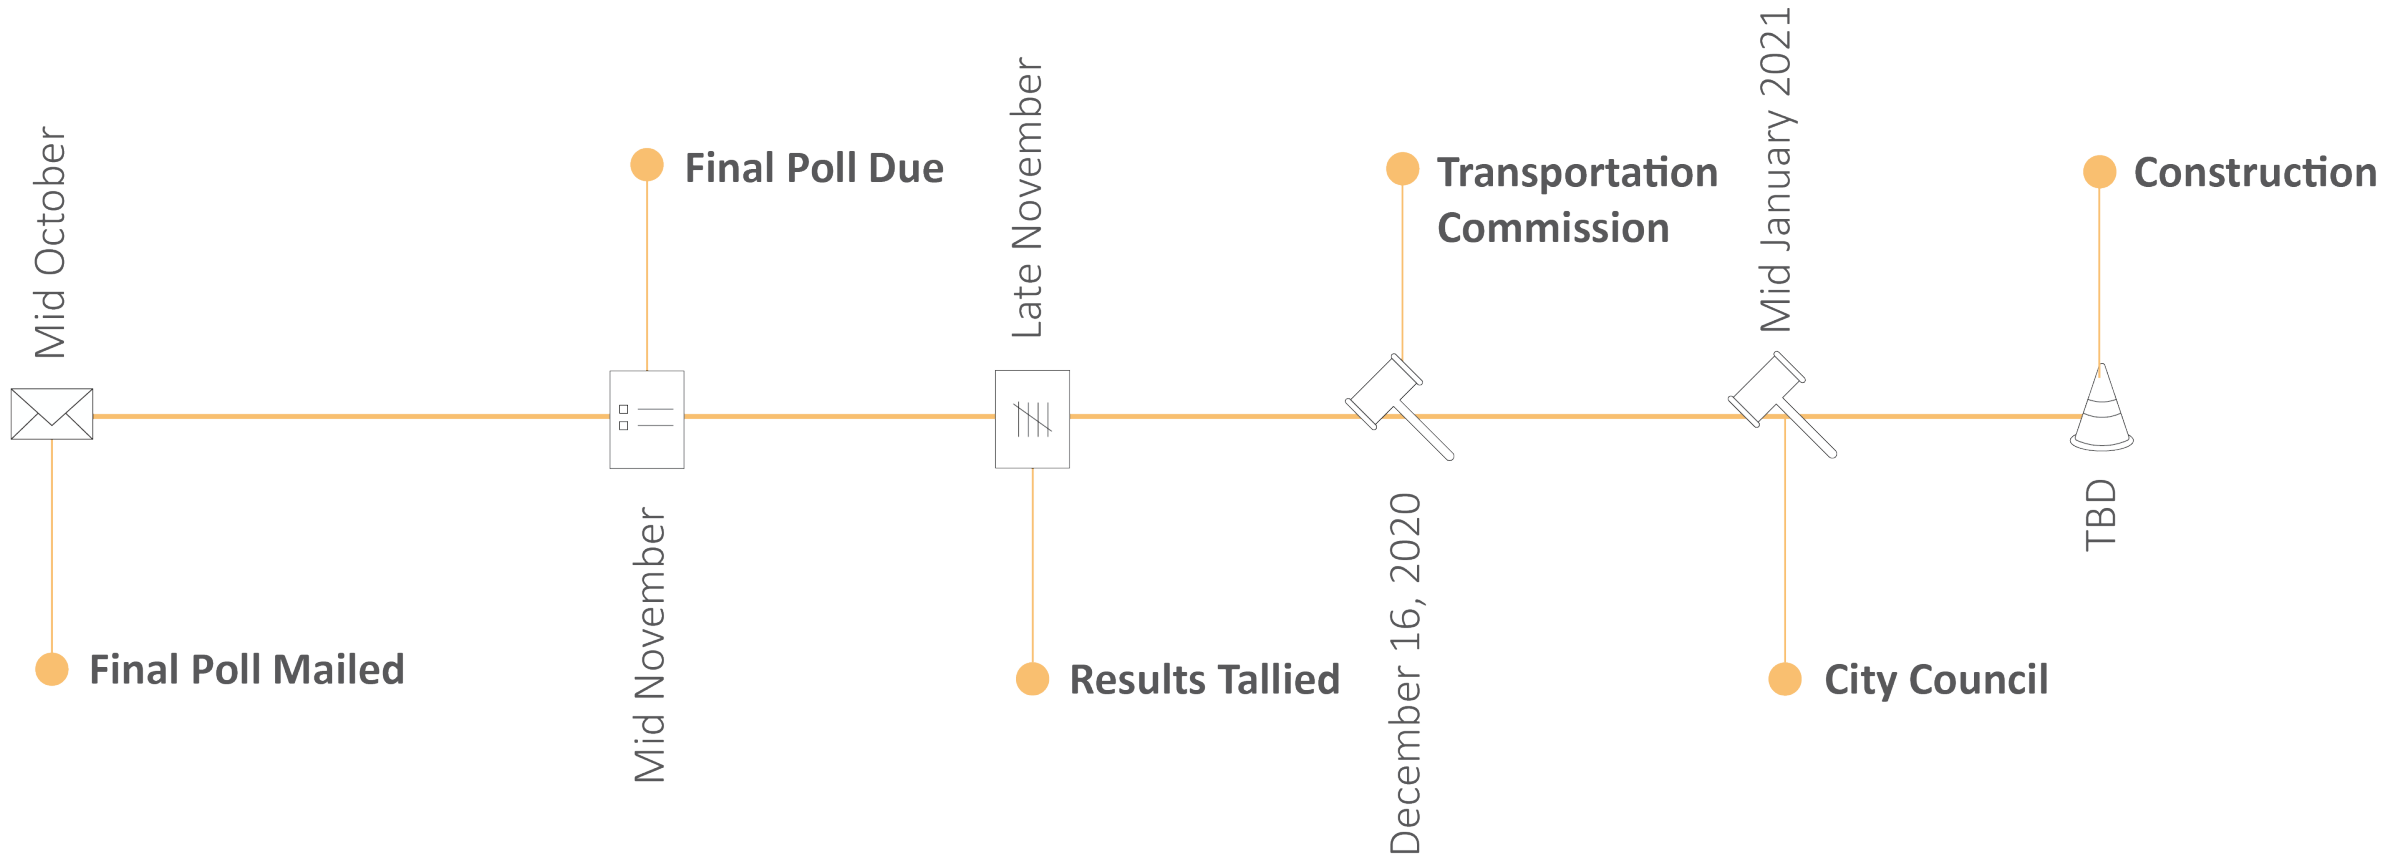 Mid October
Final Poll Mailed
Final Poll Due
Mid November
Late November
Results Tallied
Transportation
Commission
December 16, 2020
Mid January 2021
City Council
Construction
TBD